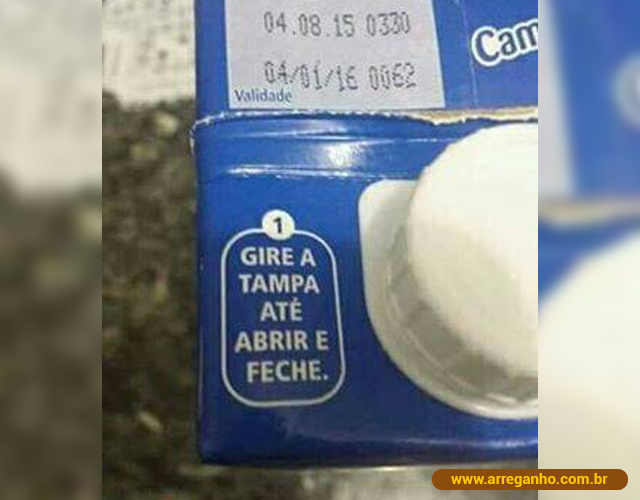 04.08.15 0330
04/01/16 0062
Validade
Cam
1
GIRE A
TAMPA
ATÉ
ABRIR E
FECHE.
www.arreganho.com.br